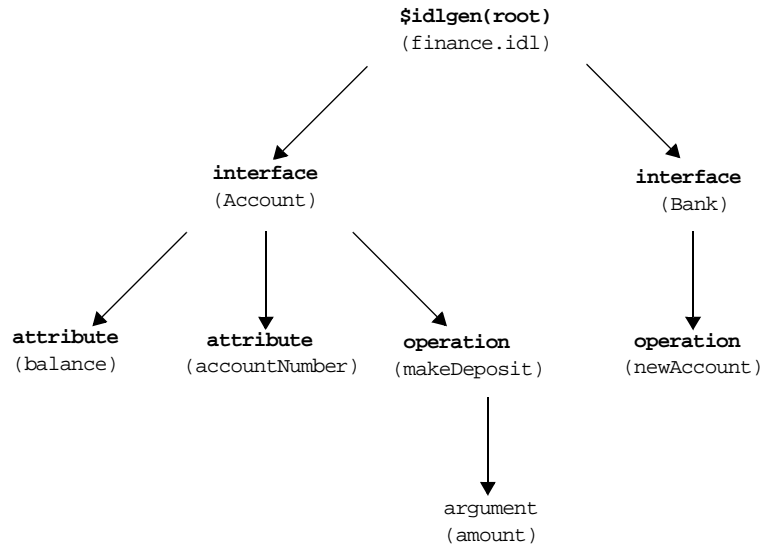 $idlgen(root)
(finance.idl)
interface
(Account)
interface
(Bank)
attribute
(balance)
attribute
(accountNumber)
operation
(makeDeposit)
operation
(newAccount)
argument
(amount)